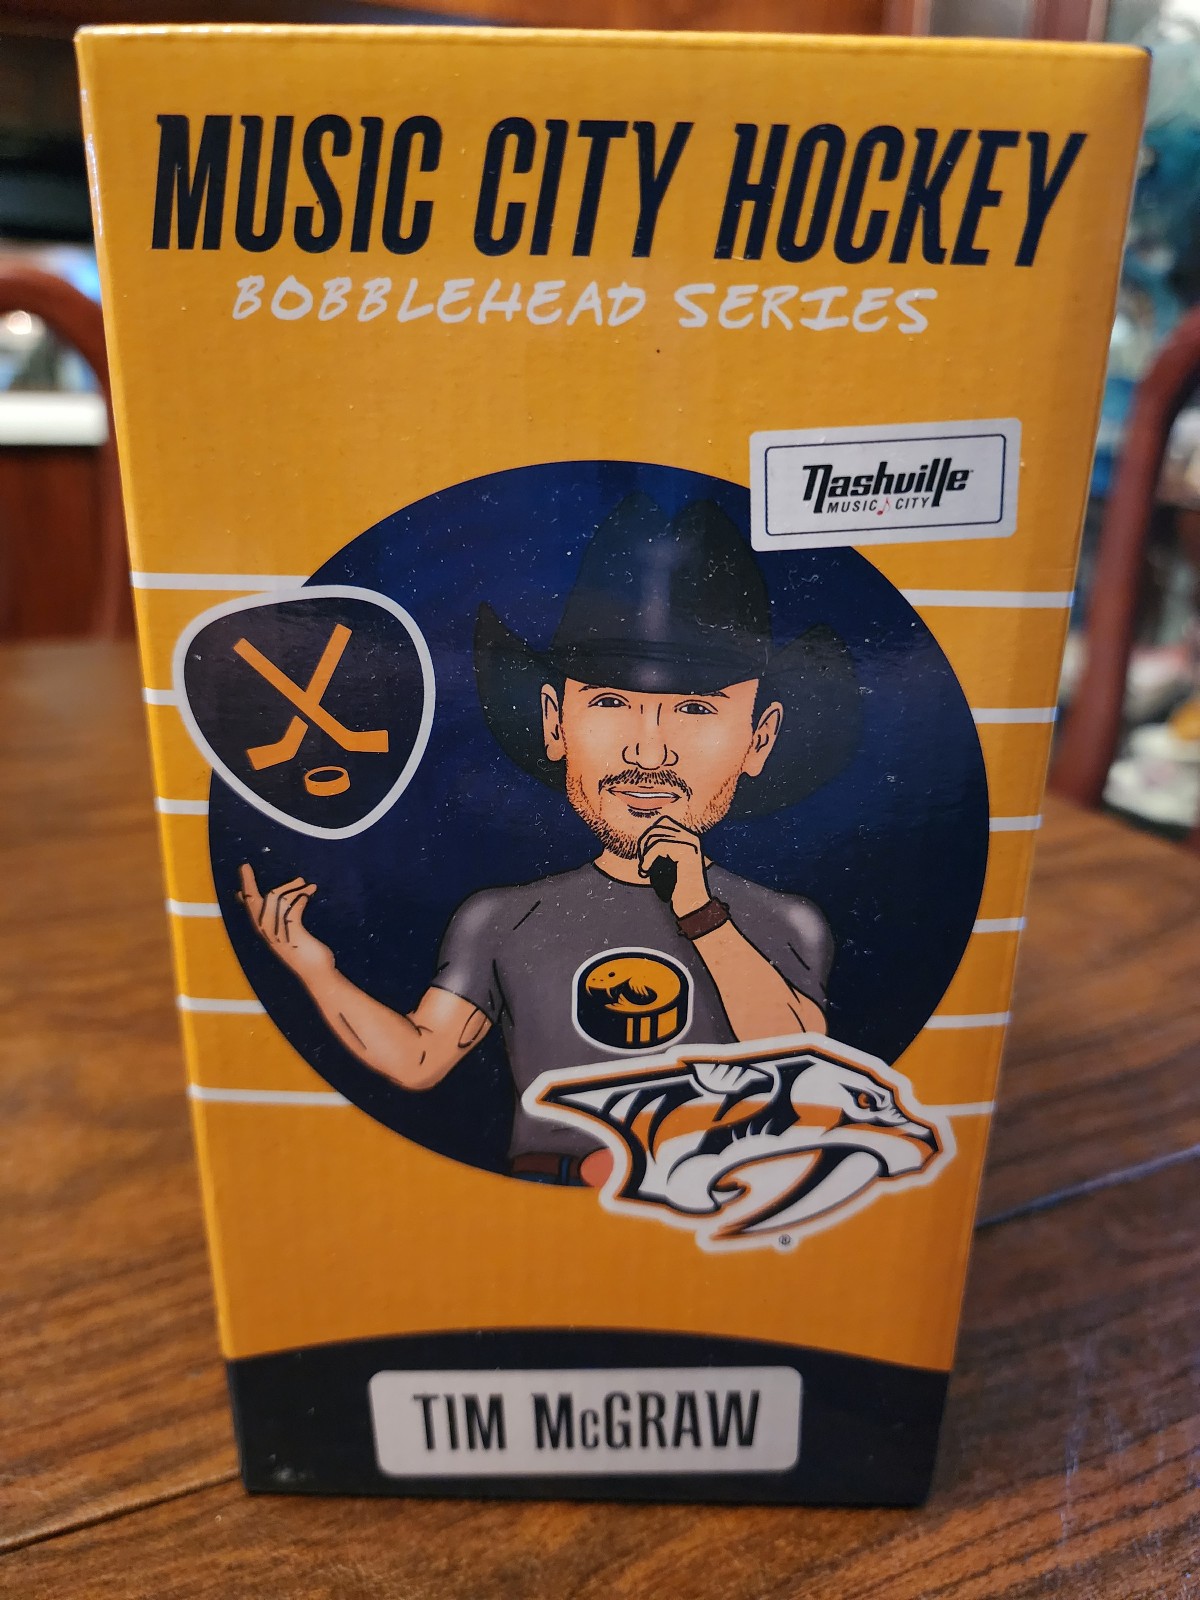 MUSIC CITY HOCKEY
BOBBLEHEAD SERIES
Nashville
MUSIC CITY
®
TIM McGRAW